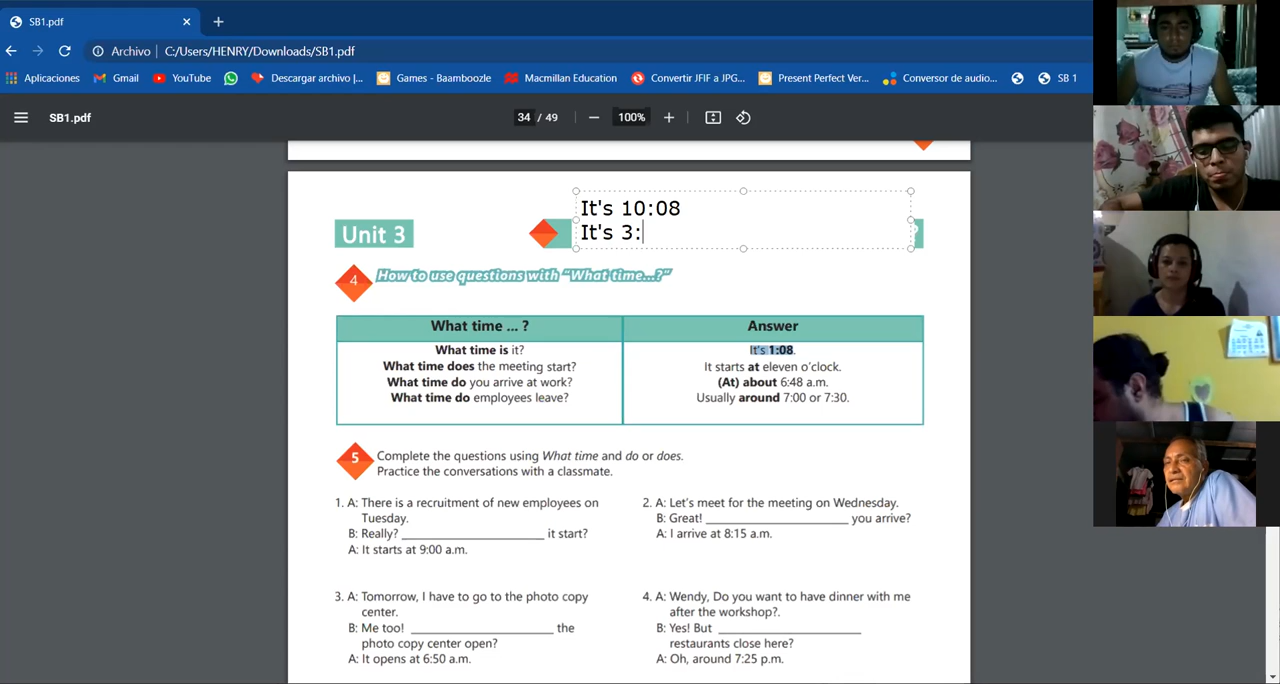 SB1.pdf
Archivo | C:/Users/HENRY/Downloads/SB1.pdf
Aplicaciones Gmail YouTube Descargar archivo |... Games - Baamboozle Macmillan Education Convertir JFIF a JPG... Present Perfect Ver... Conversor de audio... SB 1
SB1.pdf 34 / 49 100%
It's 10:08
It's 3:
Unit 3
?
4 How to use questions with “What time...?”
What time ... ? Answer
What time is it? It's 1:08.
What time does the meeting start? It starts at eleven o’clock.
What time do you arrive at work? (At) about 6:48 a.m.
What time do employees leave? Usually around 7:00 or 7:30.
5 Complete the questions using What time and do or does.
Practice the conversations with a classmate.
1. A: There is a recruitment of new employees on
Tuesday.
B: Really? ____________________ it start?
A: It starts at 9:00 a.m.
2. A: Let’s meet for the meeting on Wednesday.
B: Great! ____________________ you arrive?
A: I arrive at 8:15 a.m.
3. A: Tomorrow, I have to go to the photo copy
center.
B: Me too! ____________________ the
photo copy center open?
A: It opens at 6:50 a.m.
4. A: Wendy, Do you want to have dinner with me
after the workshop?.
B: Yes! But ____________________
restaurants close here?
A: Oh, around 7:25 p.m.